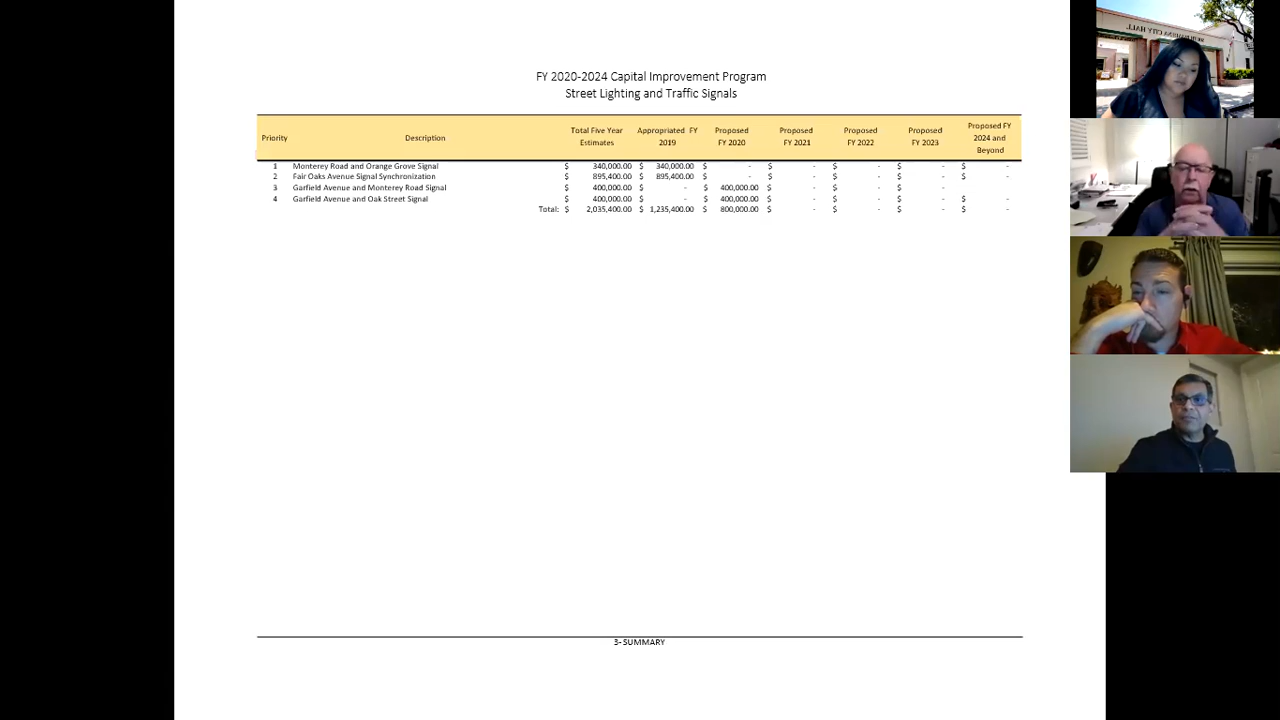 FY 2020-2024 Capital Improvement Program
Street Lighting and Traffic Signals
Priority Description Total Five Year Estimates Appropriated FY 2019 Proposed FY 2020 Proposed FY 2021 Proposed FY 2022 Proposed FY 2023 Proposed FY 2024 and Beyond
1 Monterey Road and Orange Grove Signal $ 340,000.00 $ 340,000.00 $ - $ - $ - $ - $ -
2 Fair Oaks Avenue Signal Synchronization $ 895,400.00 $ 895,400.00 $ - $ - $ - $ - $ -
3 Garfield Avenue and Monterey Road Signal $ 400,000.00 $ - $ 400,000.00 $ - $ - $ -
4 Garfield Avenue and Oak Street Signal $ 400,000.00 $ - $ 400,000.00 $ - $ - $ - $ -
Total: $ 2,035,400.00 $ 1,235,400.00 $ 800,000.00 $ - $ - $ - $ -
3- SUMMARY
CITY HALL